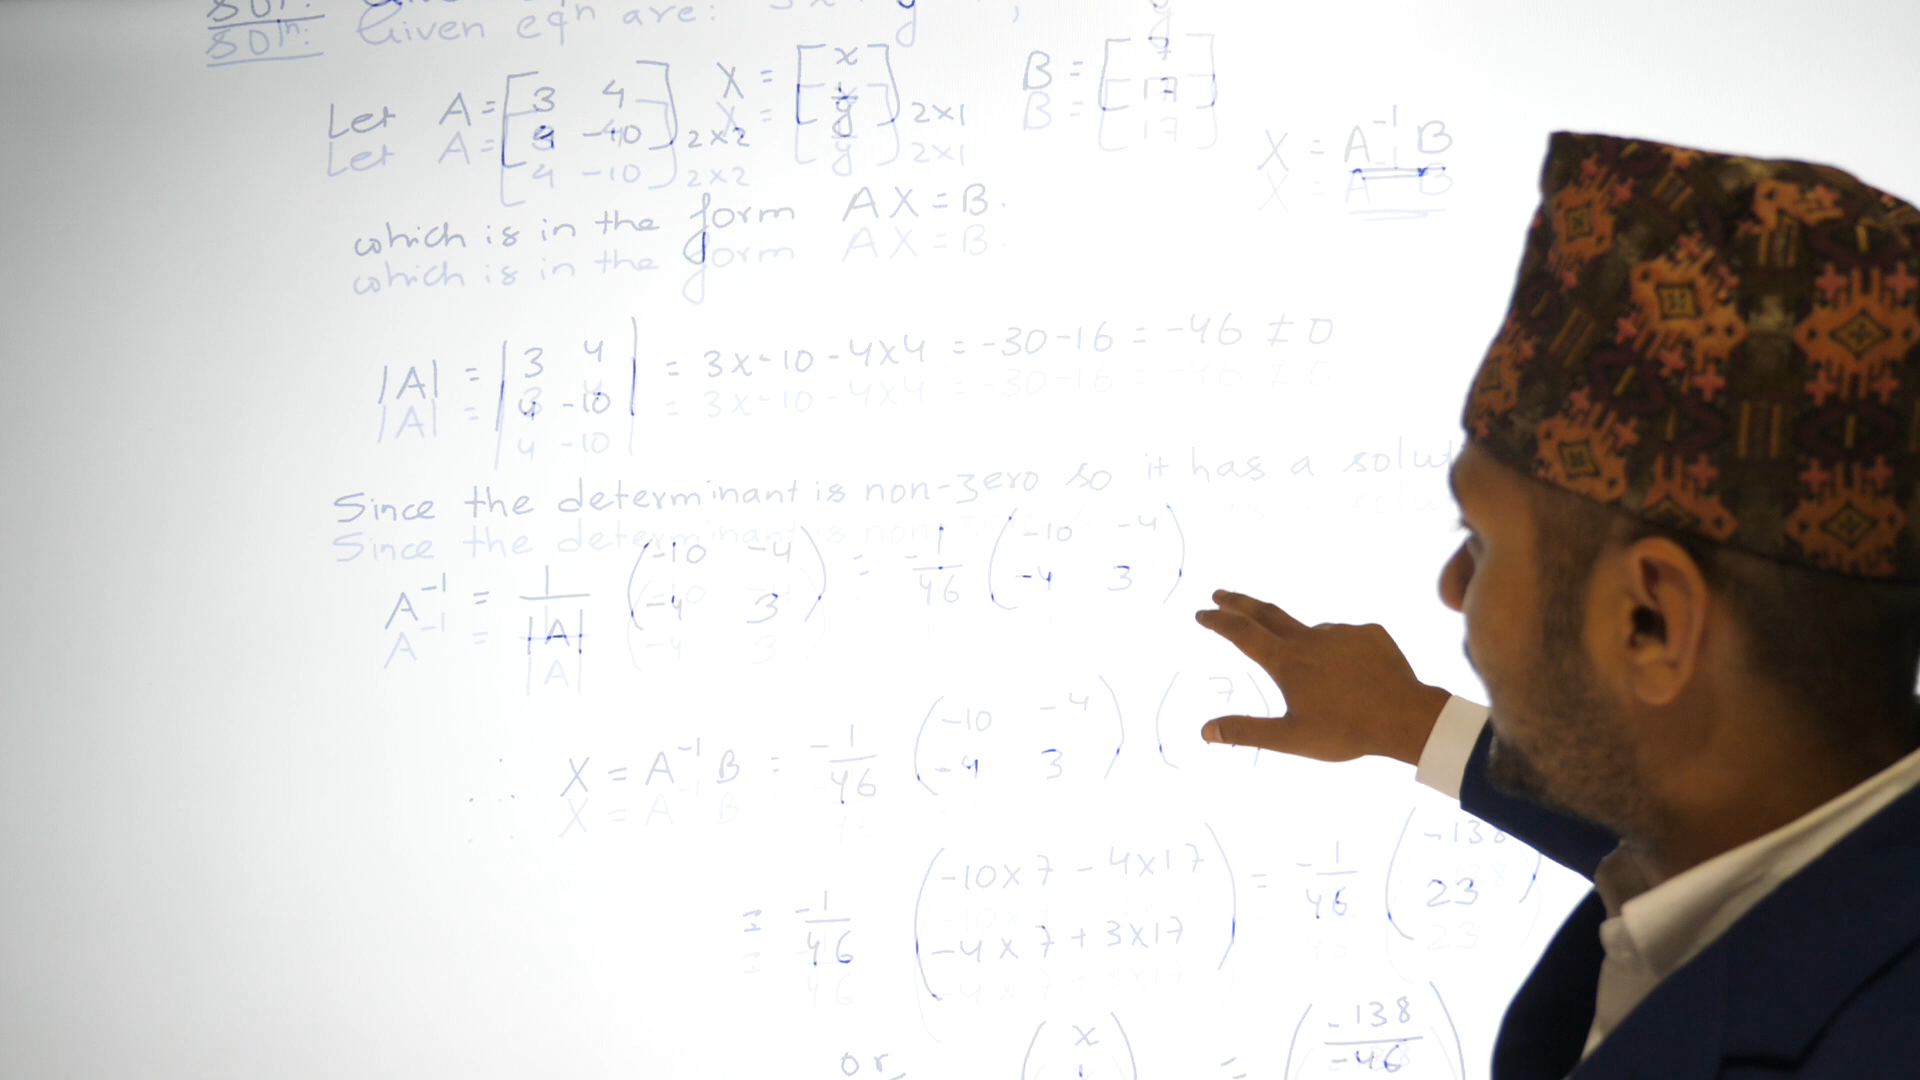 Solⁿ: Given eqⁿ are:
Let A = [3 4 4 -10]2×2 X = [x y]2×1 B = [7 17]
X = A⁻¹ B
which is in the form AX = B.
|A| = |3 4 4 -10| = 3×-10 - 4×4 = -30-16 = -46 ≠ 0
Since the determinant is non-zero so it has a
A⁻¹ = 1/|A| (-10 -4 -4 3) = -1/46 (-10 -4 -4 3)
∴ X = A⁻¹ B = -1/46 (-10 -4 -4 3) (7
= -1/46 (-10×7 - 4×17 -4×7 + 3×17) = -1/46 (-138 23)
or, (x = (-138/-46